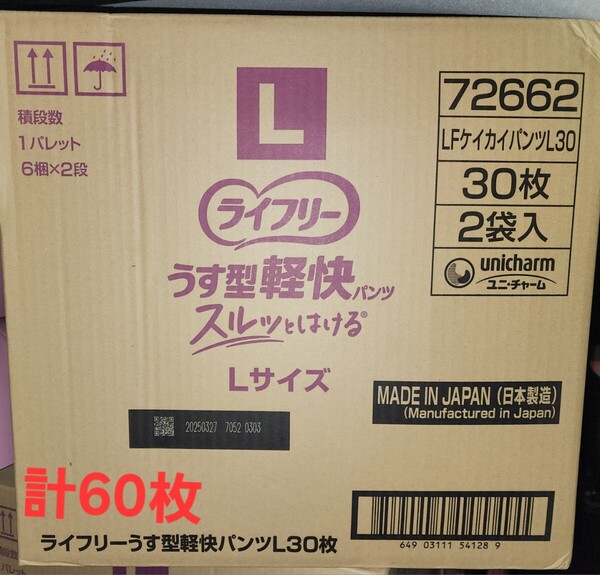 積段数
1パレット
6梱×2段
L
ライフリー
うす型軽快パンツ
スルッとはける®
Lサイズ
72662
LFケイカイパンツL30
30枚
2袋入
unicharm
ユニ・チャーム
MADE IN JAPAN（日本製造）
(Manufactured in Japan)
20250327 7052 0303
計60枚
ライフリーうす型軽快パンツL30枚
649 03111 54128 9